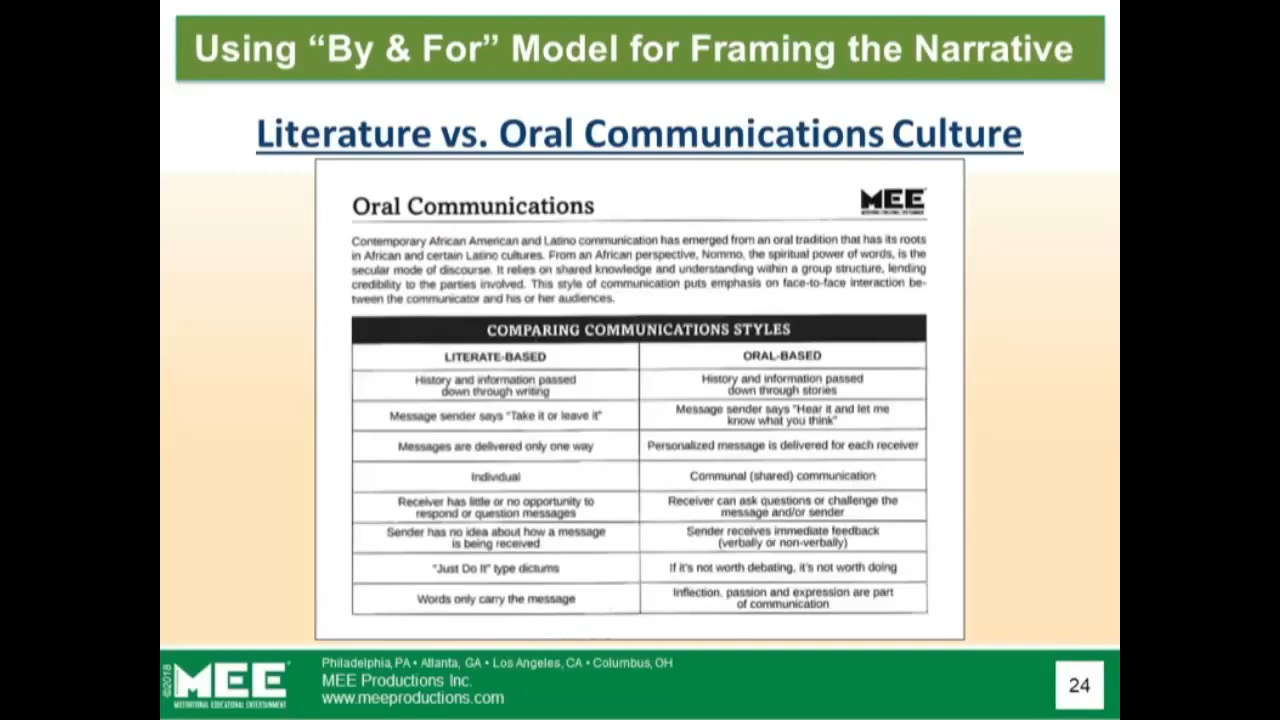 Using “By & For” Model for Framing the Narrative
Literature vs. Oral Communications Culture
Oral Communications
MEE
Contemporary African American and Latino communication has emerged from an oral tradition that has its roots
in African and certain Latino cultures. From an African perspective, Nommo, the spiritual power of words, is the
secular mode of discourse. It relies on shared knowledge and understanding within a group structure, lending
credibility to the parties involved. This style of communication puts emphasis on face-to-face interaction be-
tween the communicator and his or her audiences.
COMPARING COMMUNICATIONS STYLES
LITERATE-BASED
ORAL-BASED
History and information passed
down through writing
History and information passed
down through stories
Message sender says "Take it or leave it"
Message sender says "Hear it and let me
know what you think"
Messages are delivered only one way
Personalized message is delivered for each receiver
Individual
Communal (shared) communication
Receiver has little or no opportunity to
respond or question messages
Receiver can ask questions or challenge the
message and/or sender
Sender has no idea about how a message
is being received
Sender receives immediate feedback
(verbally or non-verbally)
"Just Do It" type dictums
If it's not worth debating, it's not worth doing
Words only carry the message
Inflection, passion and expression are part
of communication
©2018
MEE
MOTIVATIONAL EDUCATIONAL ENTERTAINMENT
Philadelphia, PA • Atlanta, GA • Los Angeles, CA • Columbus, OH
MEE Productions Inc.
www.meeproductions.com
24